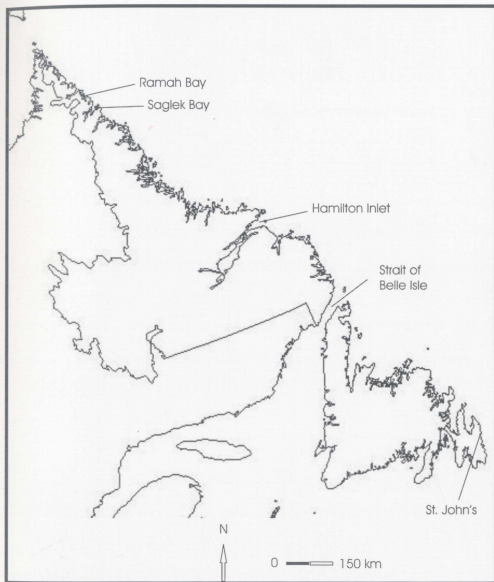 Ramah Bay
Saglek Bay
Hamilton Inlet
Strait of
Belle Isle
St. John's
N
0 150 km